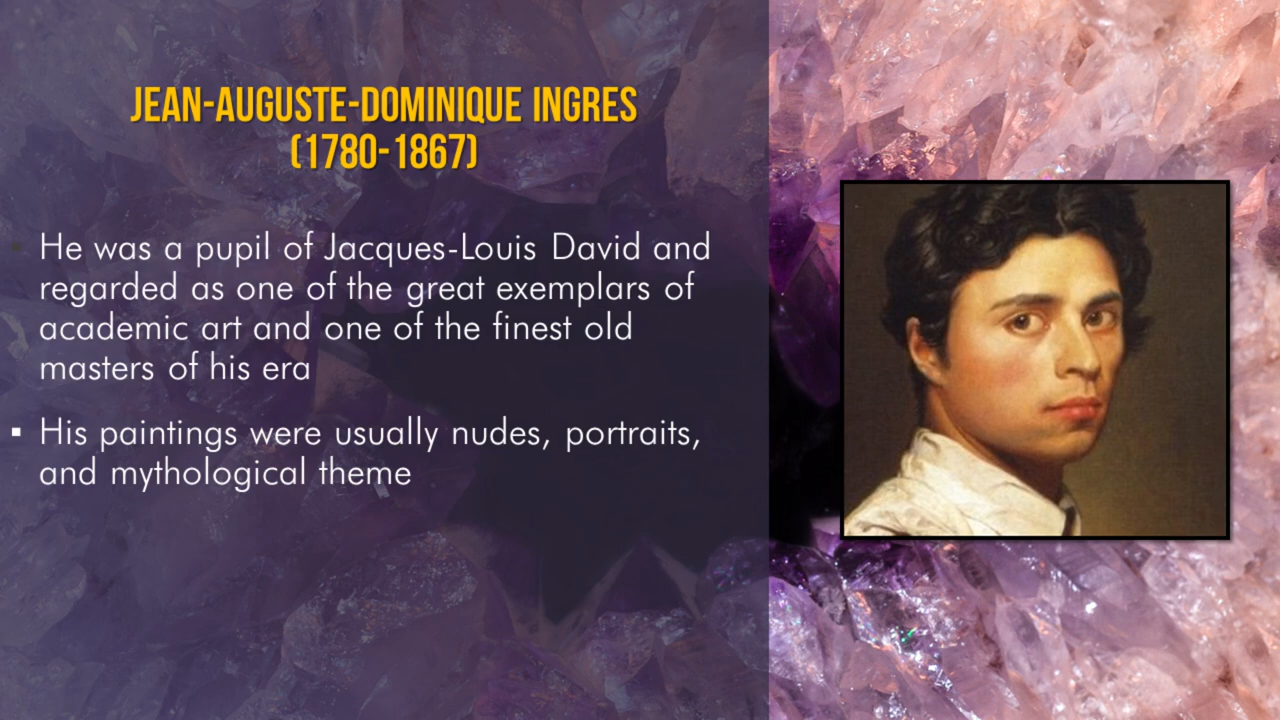 JEAN-AUGUSTE-DOMINIQUE INGRES
(1780-1867)
▪ He was a pupil of Jacques-Louis David and
regarded as one of the great exemplars of
academic art and one of the finest old
masters of his era
▪ His paintings were usually nudes, portraits,
and mythological theme